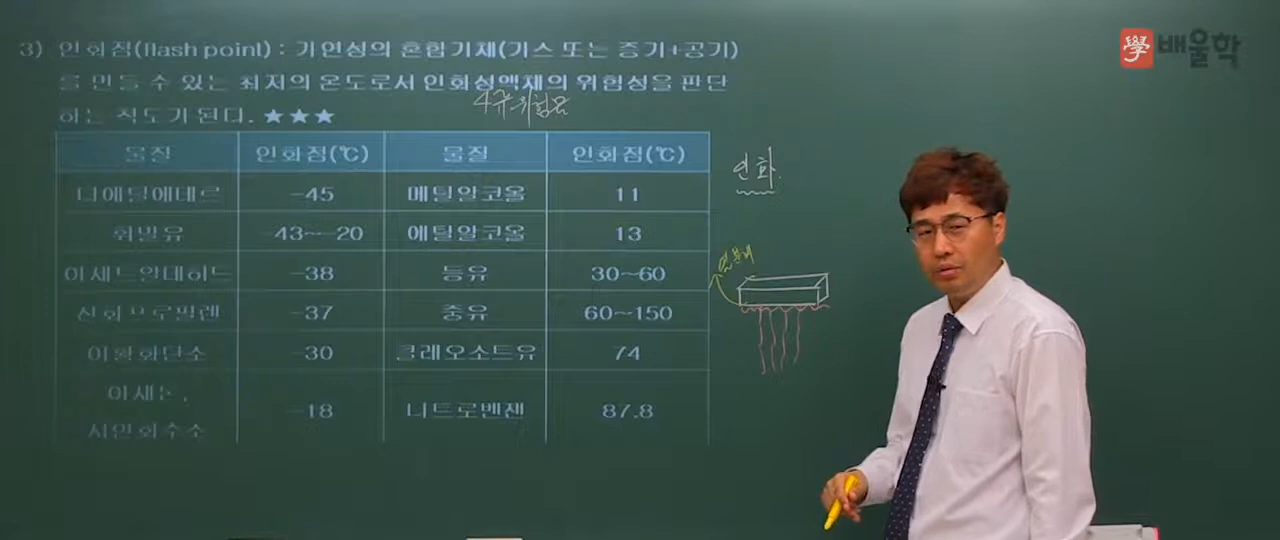 學 배울학
3) 인화점(flash point) : 가연성의 혼합기체(가스 또는 증기+공기)
를 만들 수 있는 최저의 온도로서 인화성액체의 위험성을 판단
하는 척도가 된다. ★★★
4류위험물
물질 인화점(℃) 물질 인화점(℃)
디에틸에테르 -45 메틸알코올 11
휘발유 -43~-20 에틸알코올 13
아세트알데히드 -38 등유 30~60
산화프로필렌 -37 중유 60~150
이황화탄소 -30 클레오소트유 74
아세톤,
시안화수소 -18 니트로벤젠 87.8
인화
열분해